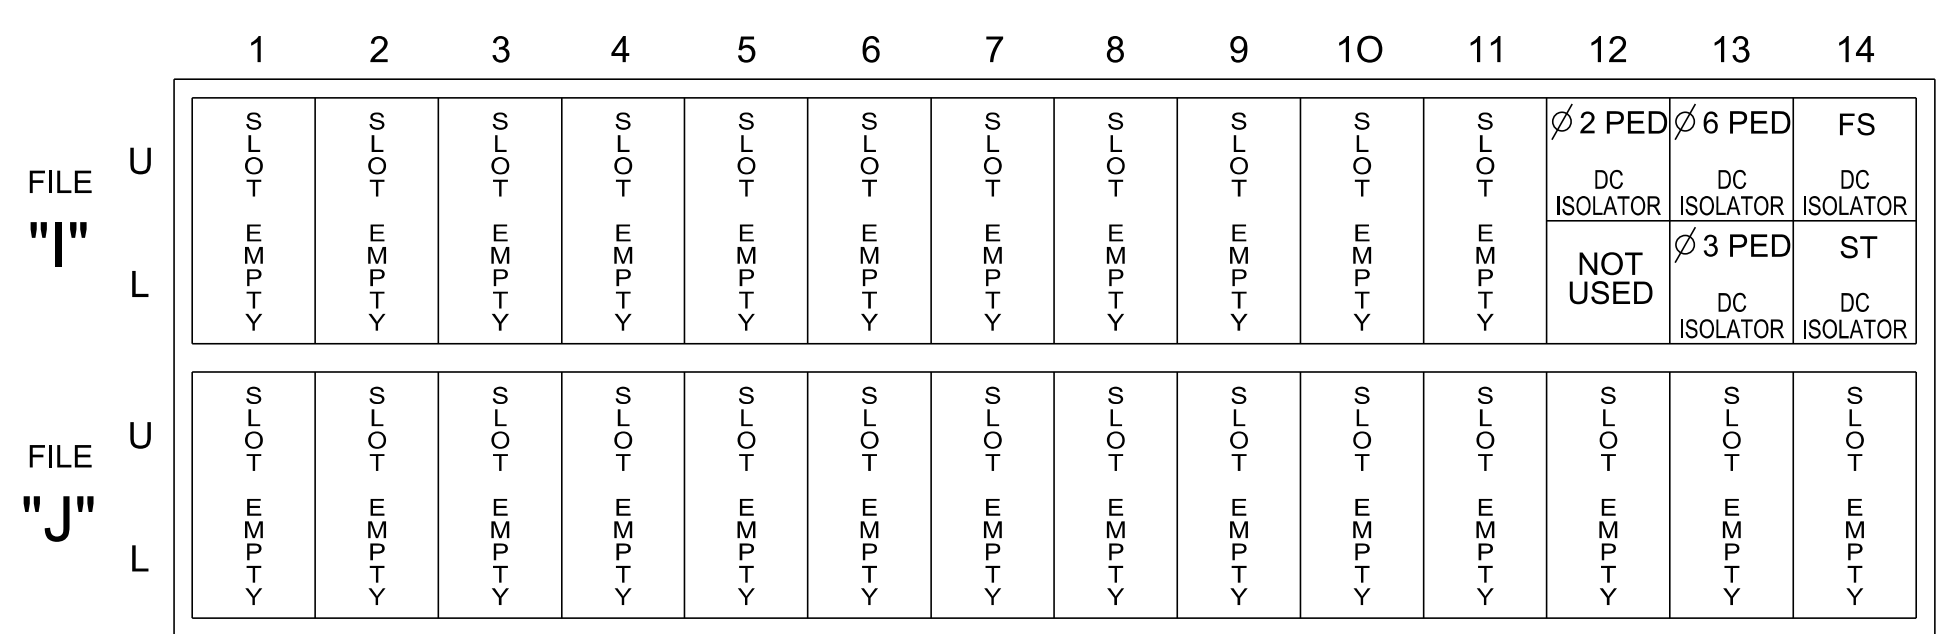 1 2 3 4 5 6 7 8 9 10 11 12 13 14
FILE "I"
U
L
SLOT EMPTY SLOT EMPTY SLOT EMPTY SLOT EMPTY SLOT EMPTY SLOT EMPTY SLOT EMPTY SLOT EMPTY SLOT EMPTY SLOT EMPTY SLOT EMPTY
∅ 2 PED
DC
ISOLATOR
NOT
USED
∅ 6 PED
DC
ISOLATOR
∅ 3 PED
DC
ISOLATOR
FS
DC
ISOLATOR
ST
DC
ISOLATOR
FILE "J"
U
L
SLOT EMPTY SLOT EMPTY SLOT EMPTY SLOT EMPTY SLOT EMPTY SLOT EMPTY SLOT EMPTY SLOT EMPTY SLOT EMPTY SLOT EMPTY SLOT EMPTY SLOT EMPTY SLOT EMPTY SLOT EMPTY